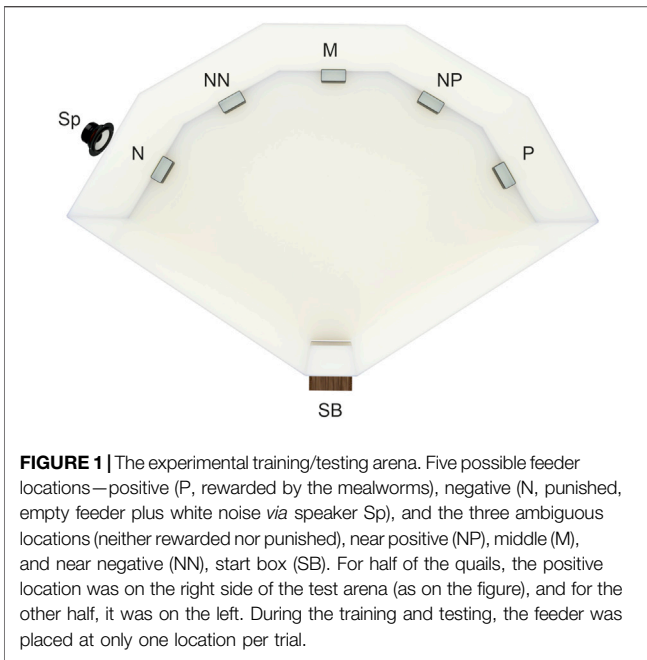 M
NN
NP
Sp
N
P
SB
FIGURE 1 | The experimental training/testing arena. Five possible feeder
locations—positive (P, rewarded by the mealworms), negative (N, punished,
empty feeder plus white noise via speaker Sp), and the three ambiguous
locations (neither rewarded nor punished), near positive (NP), middle (M),
and near negative (NN), start box (SB). For half of the quails, the positive
location was on the right side of the test arena (as on the figure), and for the
other half, it was on the left. During the training and testing, the feeder was
placed at only one location per trial.